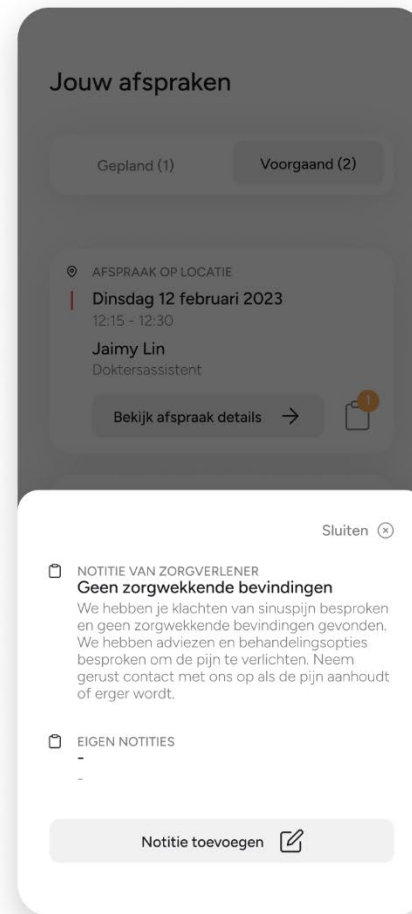 Jouw afspraken
Gepland (1)
Voorgaand (2)
AFSPRAAK OP LOCATIE
Dinsdag 12 februari 2023
12:15 - 12:30
Jaimy Lin
Doktersassistent
Bekijk afspraak details
1
Sluiten
NOTITIE VAN ZORGVERLENER
Geen zorgwekkende bevindingen
We hebben je klachten van sinuspijn besproken
en geen zorgwekkende bevindingen gevonden.
We hebben adviezen en behandelingsopties
besproken om de pijn te verlichten. Neem
gerust contact met ons op als de pijn aanhoudt
of erger wordt.
EIGEN NOTITIES
-
-
Notitie toevoegen